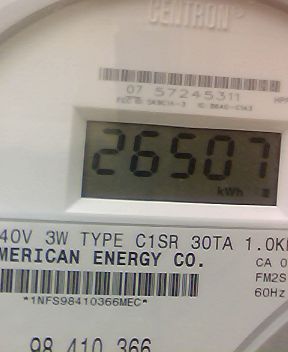 CENTRON
07 57245311
26507
kWh
40V 3W TYPE C1SR 30TA 1.0K
MERICAN ENERGY CO.
CA 0
FM2S
60Hz
*1NFS98410366MEC*
98 410 366